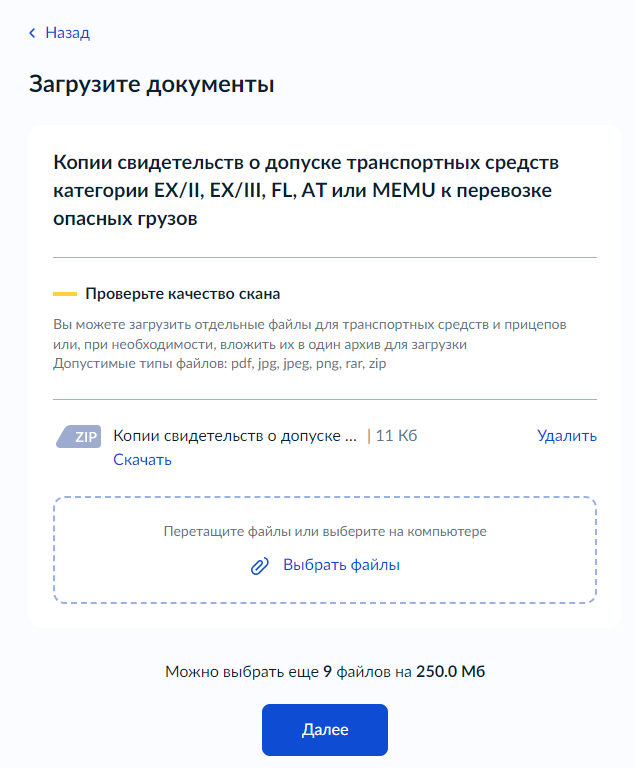 Назад
Загрузите документы
Копии свидетельств о допуске транспортных средств
категории EX/II, EX/III, FL, AT или MEMU к перевозке
опасных грузов
Проверьте качество скана
Вы можете загрузить отдельные файлы для транспортных средств и прицепов
или, при необходимости, вложить их в один архив для загрузки
Допустимые типы файлов: pdf, jpg, jpeg, png, rar, zip
ZIP Копии свидетельств о допуске ... | 11 Кб Удалить
Скачать
Перетащите файлы или выберите на компьютере
Выбрать файлы
Можно выбрать еще 9 файлов на 250.0 Мб
Далее